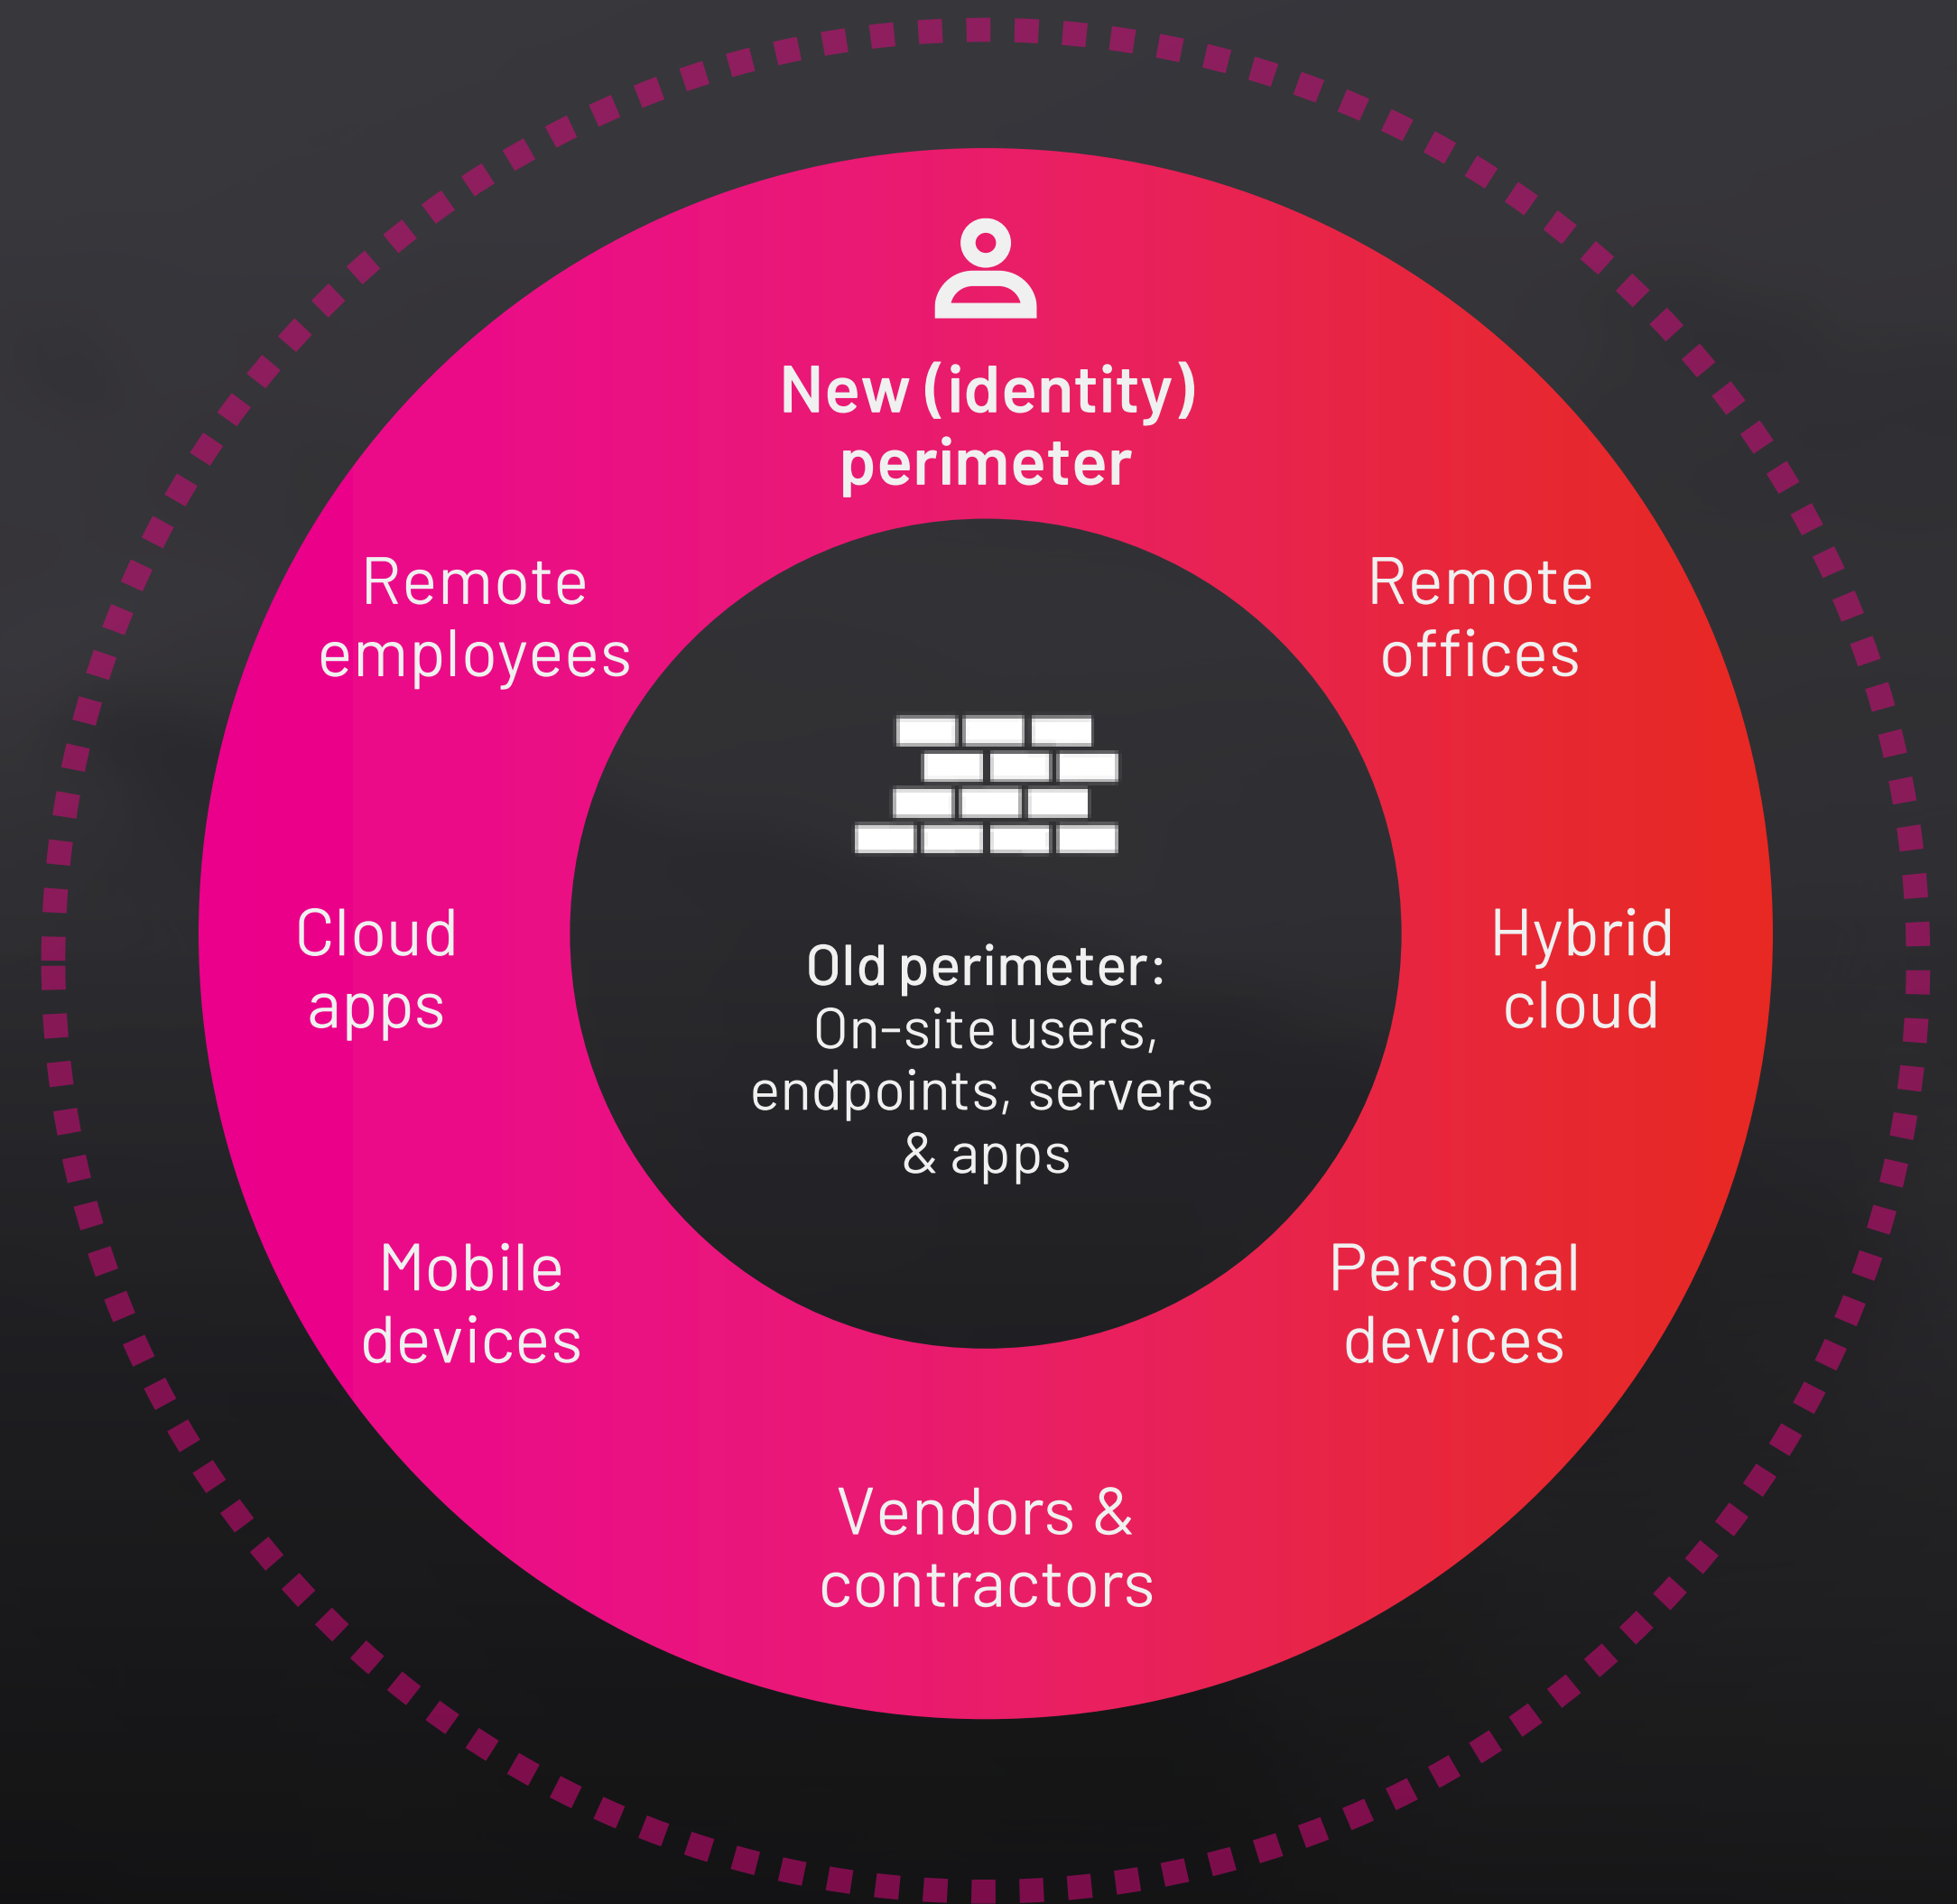 New (identity)
perimeter
Remote
employees
Remote
offices
Cloud
apps
Old perimeter:
On-site users,
endpoints, servers
& apps
Hybrid
cloud
Mobile
devices
Personal
devices
Vendors &
contractors